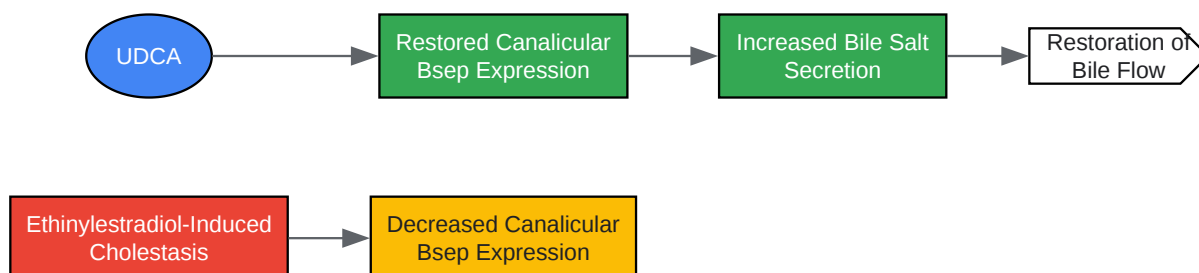 UDCA
Restored Canalicular
Bsep Expression
Increased Bile Salt
Secretion
Restoration of
Bile Flow
Ethinylestradiol-Induced
Cholestasis
Decreased Canalicular
Bsep Expression